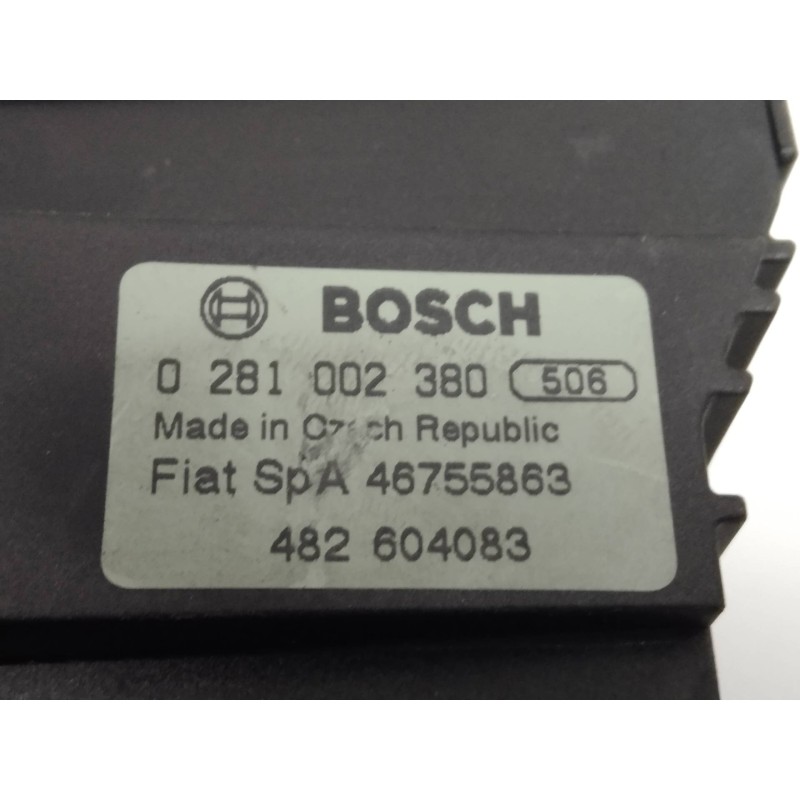 BOSCH
0 281 002 380 506
Made in Czech Republic
Fiat SpA 46755863
482 604083